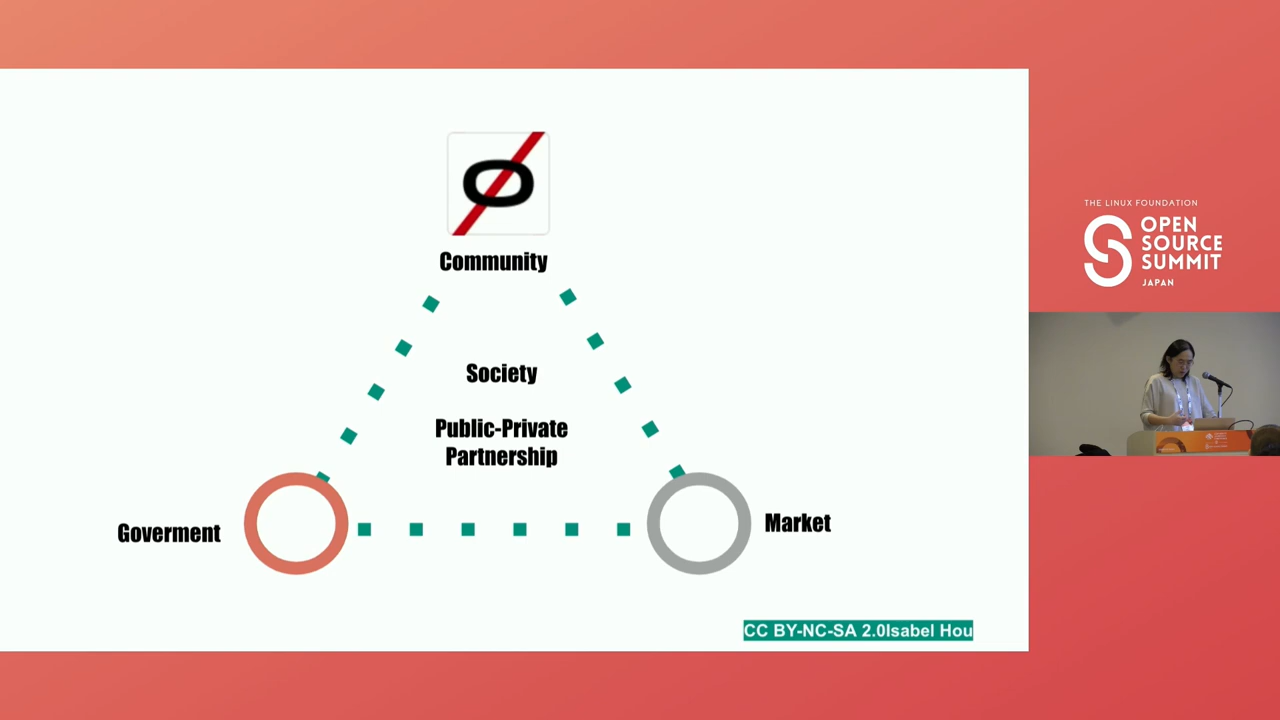 Community
Society
Public-Private
Partnership
Goverment
Market
CC BY-NC-SA 2.0Isabel Hou
THE LINUX FOUNDATION
OPEN
SOURCE
SUMMIT
JAPAN